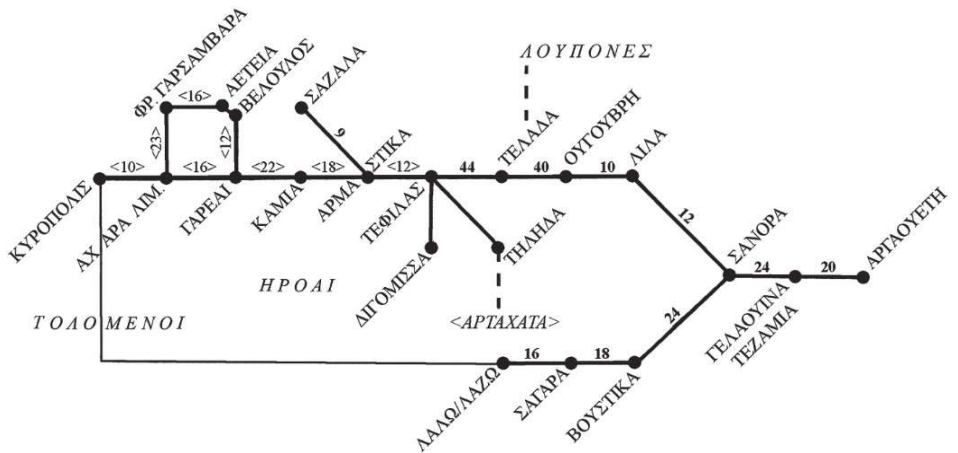 ΛΟΥΠΟΝΕΣ
ΦΡ. ΓΑΡΣΑΜΒΑΡΑ
ΑΕΤΕΙΑ
ΒΕΛΟΥΛΟΣ
ΣΑΖΑΛΑ
<16>
<23>
<12>
9
ΣΤΙΚΑ
ΤΕΛΑΔΑ
ΟΥΓΟΥΒΡΗ
ΛΙΛΑ
<10>
<16>
<22>
<18>
<12>
44
40
10
ΚΥΡΟΠΟΛΙΣ
ΑΧ. ΑΡΑ ΛΙΜ.
ΓΑΡΕΑΙ
ΚΑΜΙΑ
ΑΡΜΑ
ΤΕΦΙΛΑΣ
12
ΣΑΝΟΡΑ
ΔΙΓΟΜΙΣΣΑ
ΤΗΛΗΔΑ
24
20
ΑΡΓΑΟΥΕΤΗ
ΗΡΟΑΙ
ΤΟΛΟΜΕΝΟΙ
<ΑΡΤΑΧΑΤΑ>
24
ΓΕΛΑΟΥΙΝΑ
ΤΕΖΑΜΙΑ
16
18
ΛΑΛΩ/ΛΑΖΩ
ΣΑΓΑΡΑ
ΒΟΥΣΤΙΚΑ